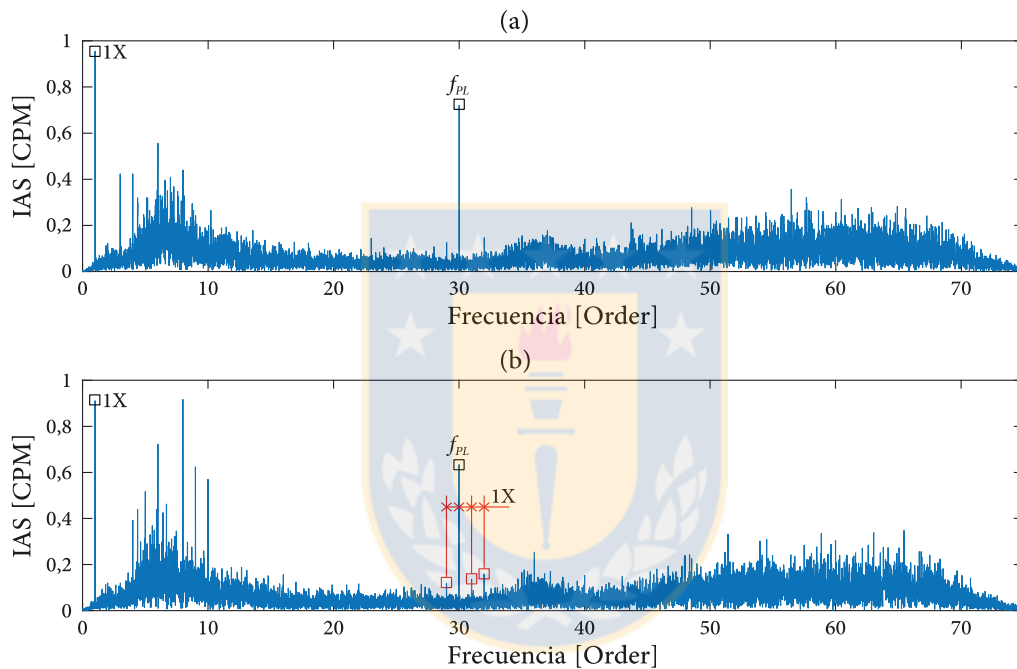 (a)
1
0,8
0,6
0,4
0,2
0
IAS [CPM]
1X
f_PL
0 10 20 30 40 50 60 70
Frecuencia [Order]
(b)
1
0,8
0,6
0,4
0,2
0
IAS [CPM]
1X
f_PL
1X
0 10 20 30 40 50 60 70
Frecuencia [Order]